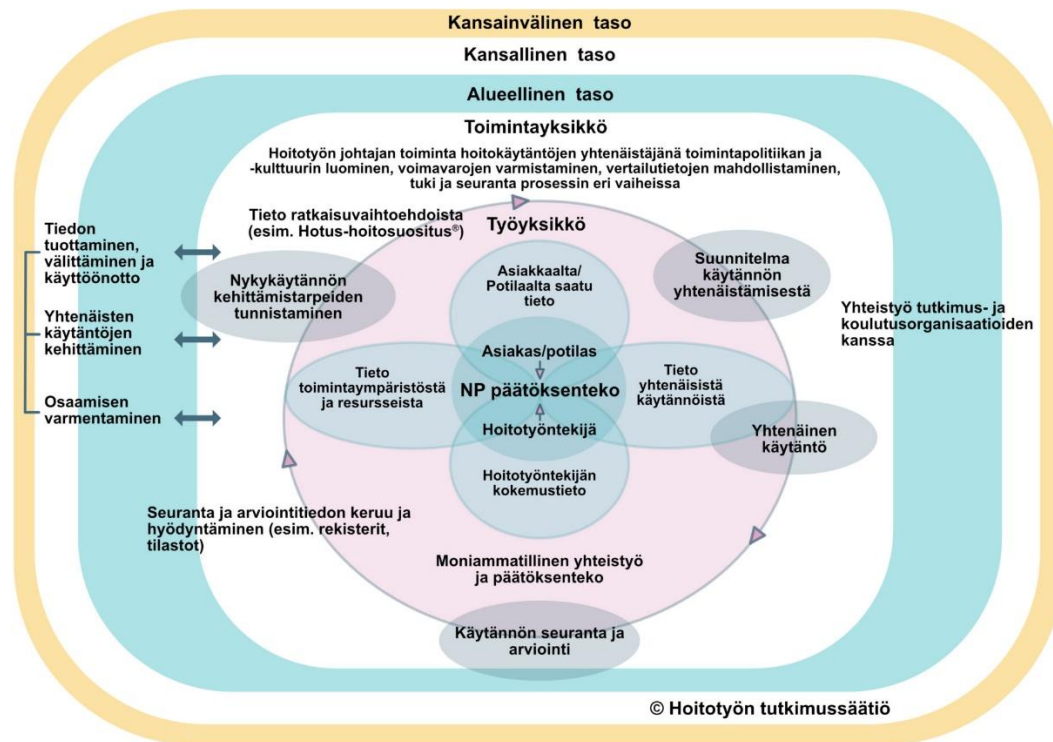 Kansainvälinen taso
Kansallinen taso
Alueellinen taso
Toimintayksikkö
Hoitotyön johtajan toiminta hoitokäytäntöjen yhtenäistäjänä toimintapolitiikan ja
-kulttuurin luominen, voimavarojen varmistaminen, vertailutietojen mahdollistaminen,
tuki ja seuranta prosessin eri vaiheissa
Tieto ratkaisuvaihtoehdoista
(esim. Hotus-hoitosuositus®)
Työyksikkö
Tiedon
tuottaminen,
välittäminen ja
käyttöönotto
Yhtenäisten
käytäntöjen
kehittäminen
Osaamisen
varmentaminen
Nykykäytännön
kehittämistarpeiden
tunnistaminen
Asiakkaalta/
Potilaalta saatu
tieto
Suunnitelma
käytännön
yhtenäistämisestä
Yhteistyö tutkimus- ja
koulutusorganisaatioiden
kanssa
Asiakas/potilas
Tieto
toimintaympäristöstä
ja resursseista
NP päätöksenteko
Tieto
yhtenäisistä
käytännöistä
Hoitotyöntekijä
Yhtenäinen
käytäntö
Hoitotyöntekijän
kokemustieto
Seuranta ja arviointitiedon keruu ja
hyödyntäminen (esim. rekisterit,
tilastot)
Moniammatillinen yhteistyö
ja päätöksenteko
Käytännön seuranta ja
arviointi
© Hoitotyön tutkimussäätiö